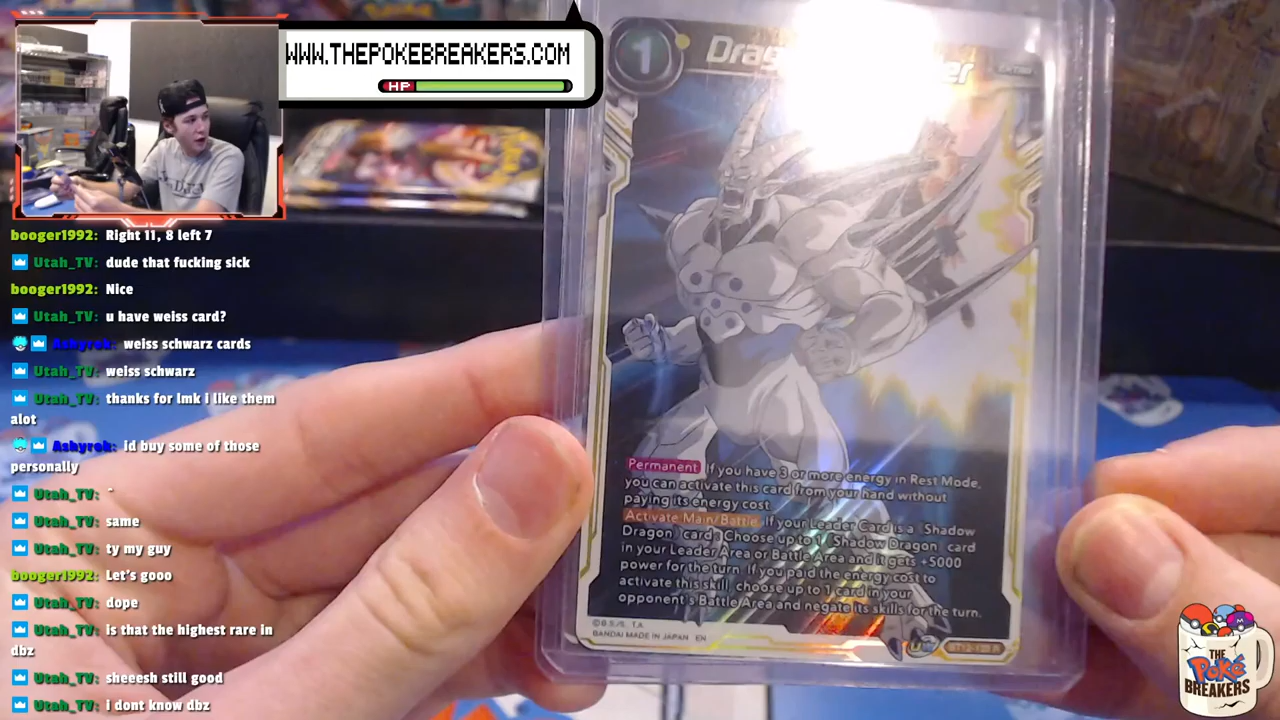 WWW.THEPOKEBREAKERS.COM
HP
booger1992: Right 11, 8 left 7
Utah_TV: dude that fucking sick
booger1992: Nice
Utah_TV: u have weiss card?
Ashyrok: weiss schwarz cards
Utah_TV: weiss schwarz
Utah_TV: thanks for lmk i like them
alot
Ashyrok: id buy some of those
personally
Utah_TV: ^
Utah_TV: same
Utah_TV: ty my guy
booger1992: Let's gooo
Utah_TV: dope
Utah_TV: is that the highest rare in
dbz
Utah_TV: sheeesh still good
Utah_TV: i dont know dbz
1
Permanent If you have 3 or more energy in Rest Mode,
you can activate this card from your hand without
paying its energy cost.
Activate Main/Battle If your Leader Card is a Shadow
Dragon card: Choose up to 1 Shadow Dragon card
in your Leader Area or Battle Area and it gets +5000
power for the turn. If you paid the energy cost to
activate this skill, choose up to 1 card in your
opponent's Battle Area and negate its skills for the turn.
©B.S./S., T.A.
BANDAI MADE IN JAPAN EN
THE
Poké
BREAKERS